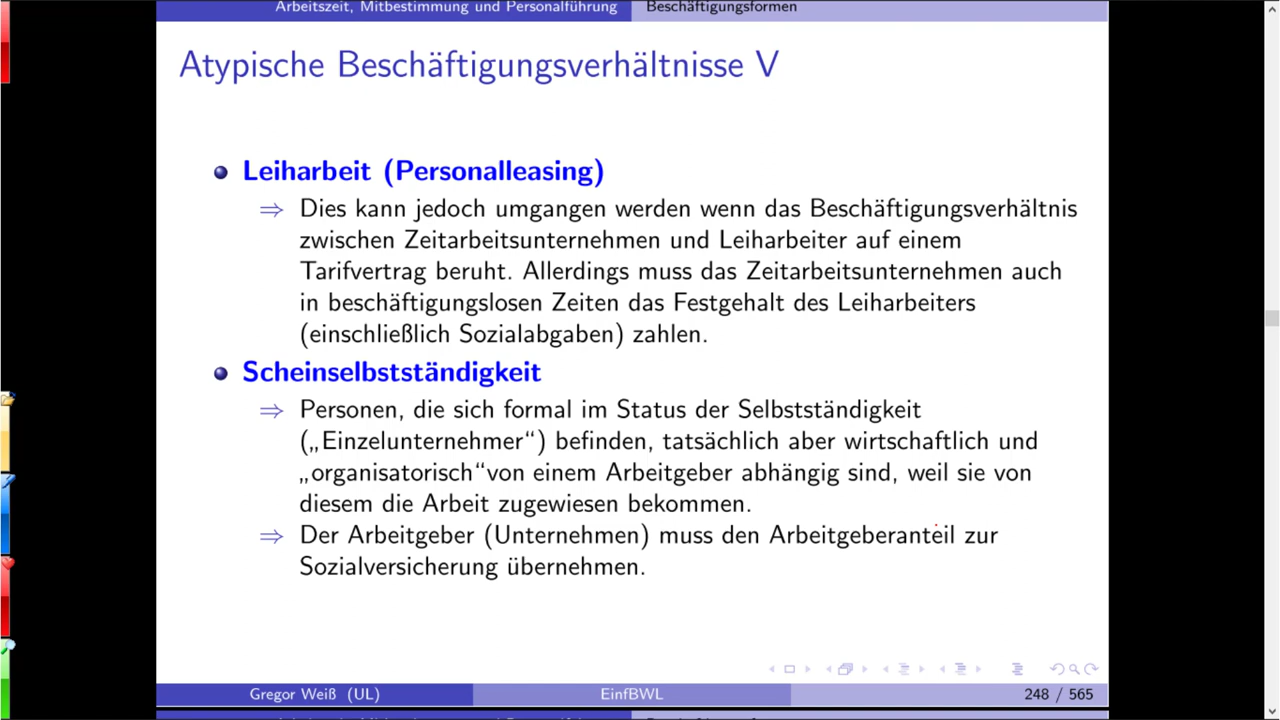 Arbeitszeit, Mitbestimmung und Personalführung Beschäftigungsformen
Atypische Beschäftigungsverhältnisse V
Leiharbeit (Personalleasing)
⇒ Dies kann jedoch umgangen werden wenn das Beschäftigungsverhältnis
zwischen Zeitarbeitsunternehmen und Leiharbeiter auf einem
Tarifvertrag beruht. Allerdings muss das Zeitarbeitsunternehmen auch
in beschäftigungslosen Zeiten das Festgehalt des Leiharbeiters
(einschließlich Sozialabgaben) zahlen.
Scheinselbstständigkeit
⇒ Personen, die sich formal im Status der Selbstständigkeit
(„Einzelunternehmer“) befinden, tatsächlich aber wirtschaftlich und
„organisatorisch“von einem Arbeitgeber abhängig sind, weil sie von
diesem die Arbeit zugewiesen bekommen.
⇒ Der Arbeitgeber (Unternehmen) muss den Arbeitgeberanteil zur
Sozialversicherung übernehmen.
Gregor Weiß (UL) EinfBWL 248 / 565